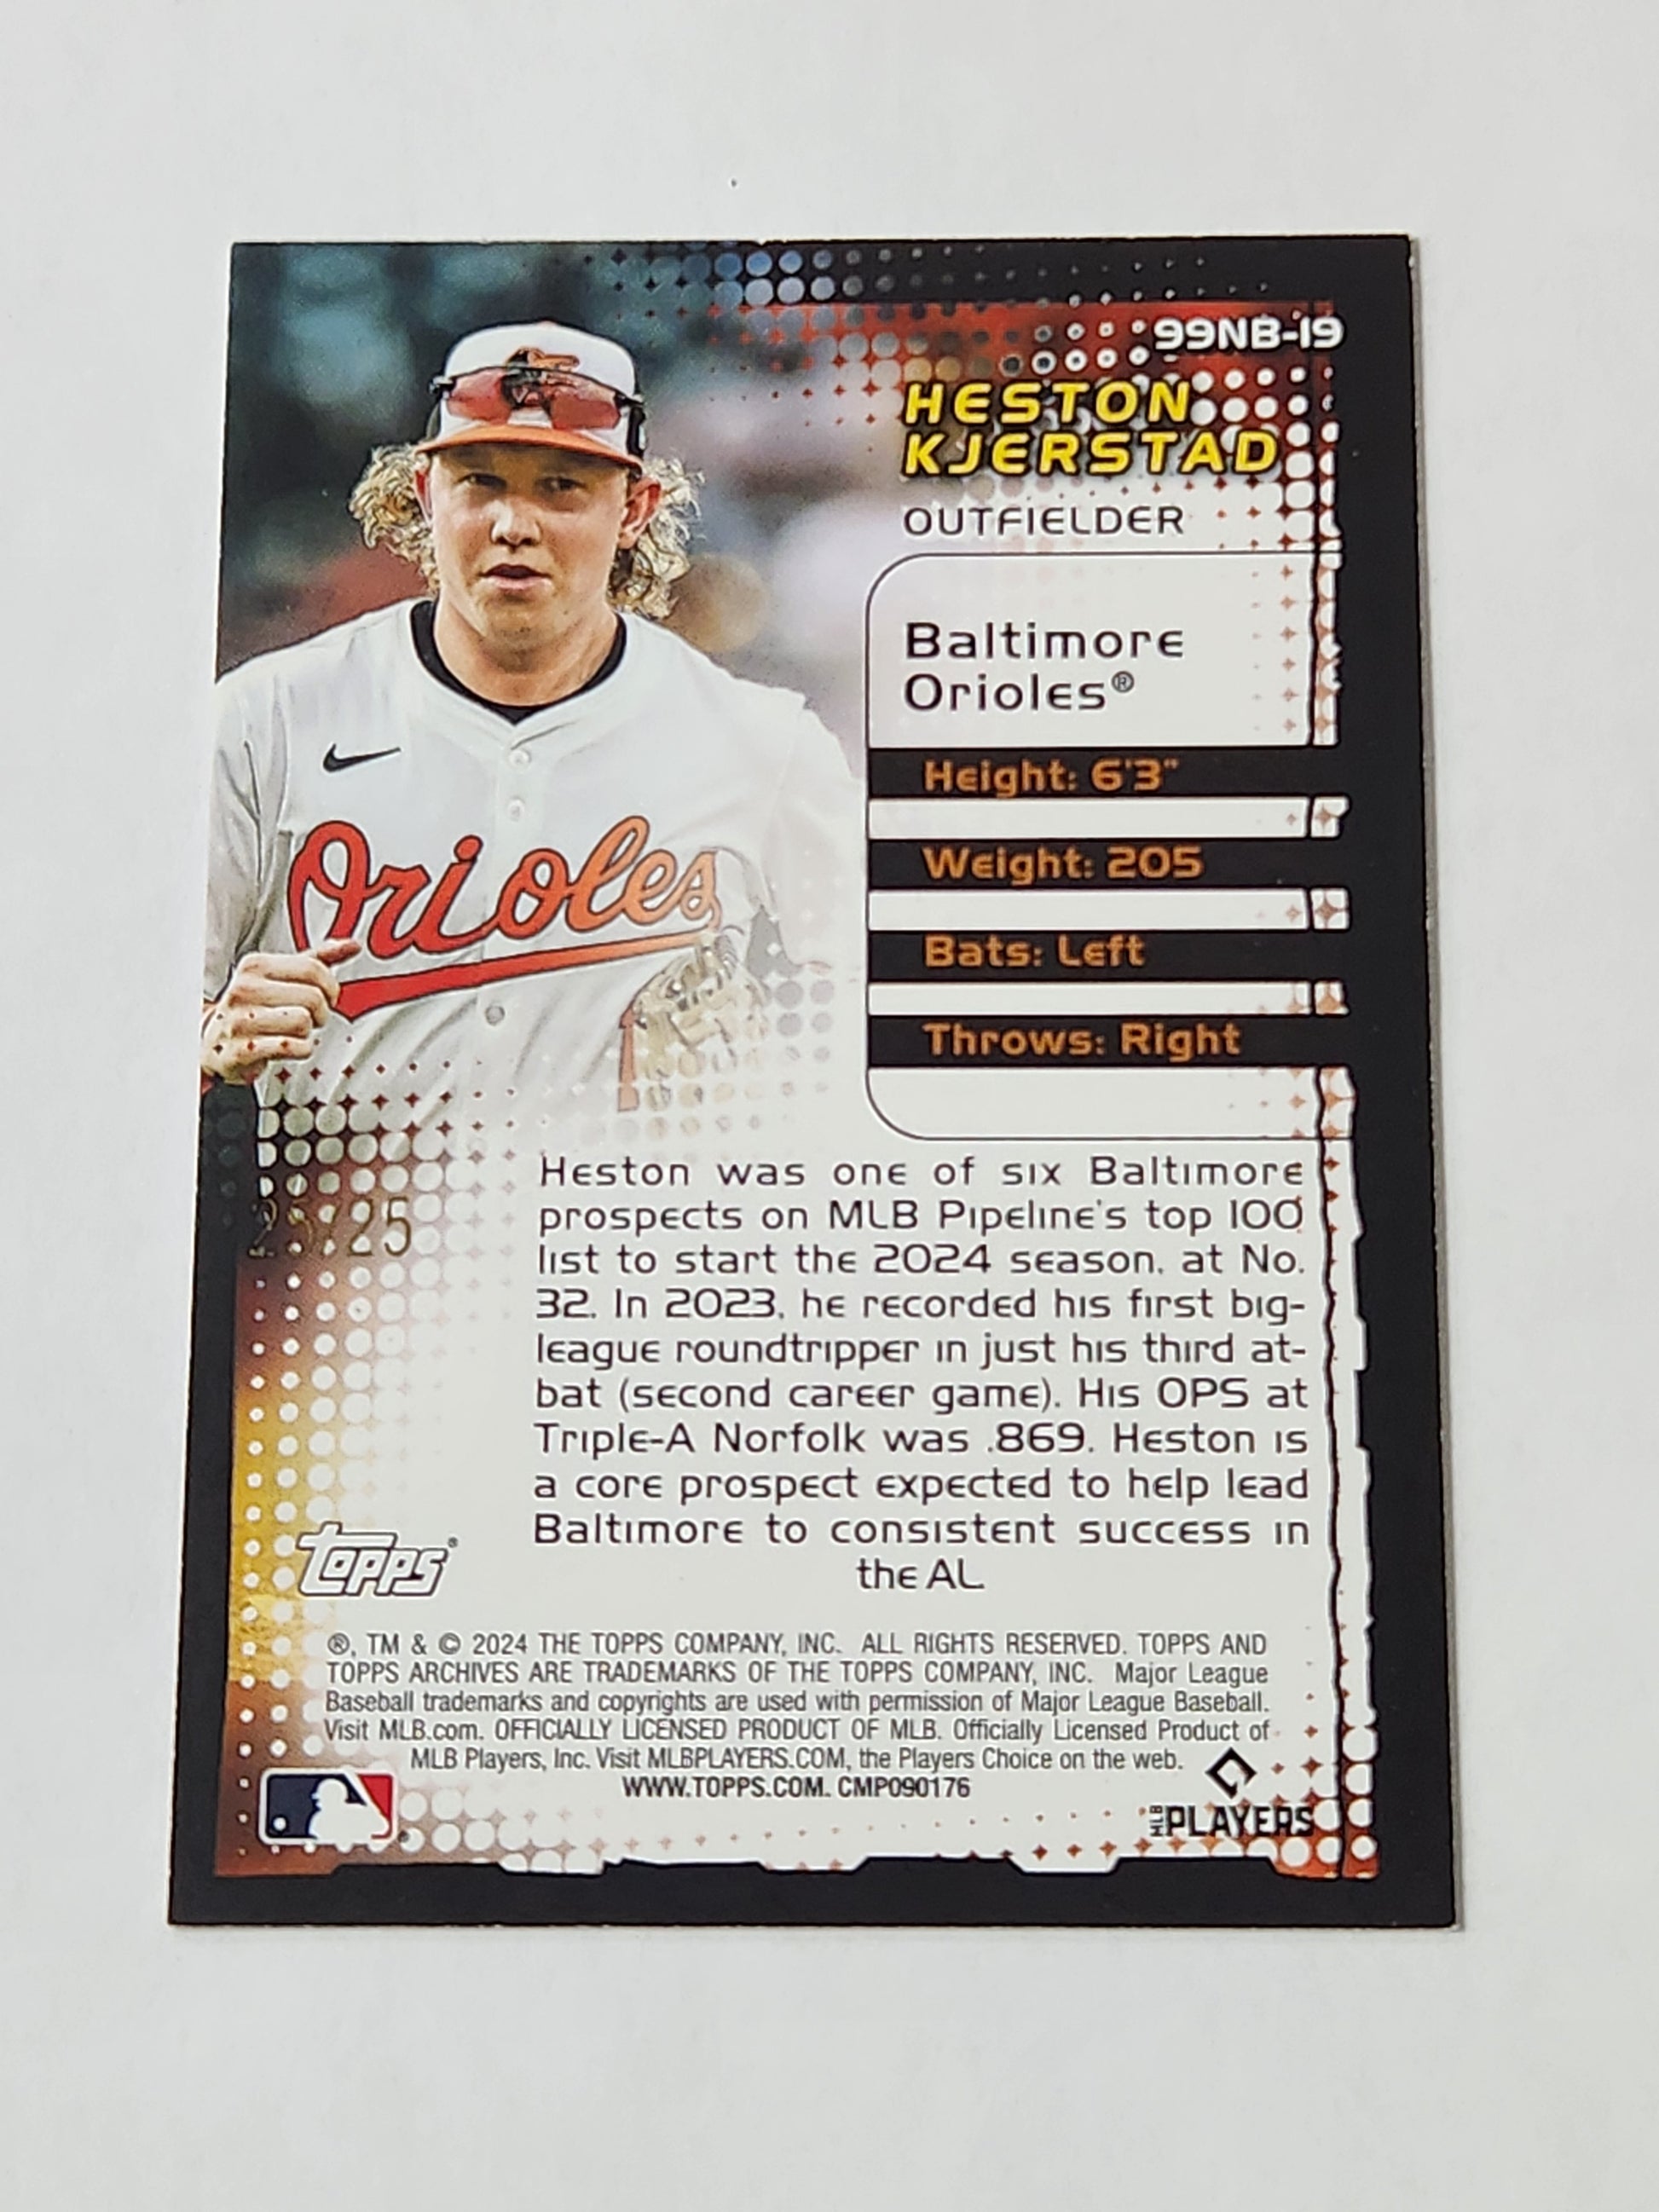 99NB-19
HESTON
KJERSTAD
OUTFIELDER
Baltimore
Orioles®
Height: 6'3"
Weight: 205
Bats: Left
Throws: Right
Orioles
/25
Heston was one of six Baltimore
prospects on MLB Pipeline's top 100
list to start the 2024 season, at No.
32. In 2023, he recorded his first big-
league roundtripper in just his third at-
bat (second career game). His OPS at
Triple-A Norfolk was .869. Heston is
a core prospect expected to help lead
Baltimore to consistent success in
the AL.
Topps®
®, TM & © 2024 THE TOPPS COMPANY, INC. ALL RIGHTS RESERVED. TOPPS AND
TOPPS ARCHIVES ARE TRADEMARKS OF THE TOPPS COMPANY, INC. Major League
Baseball trademarks and copyrights are used with permission of Major League Baseball.
Visit MLB.com. OFFICIALLY LICENSED PRODUCT OF MLB. Officially Licensed Product of
MLB Players, Inc. Visit MLBPLAYERS.COM, the Players Choice on the web.
WWW.TOPPS.COM. CMP090176
MLB PLAYERS